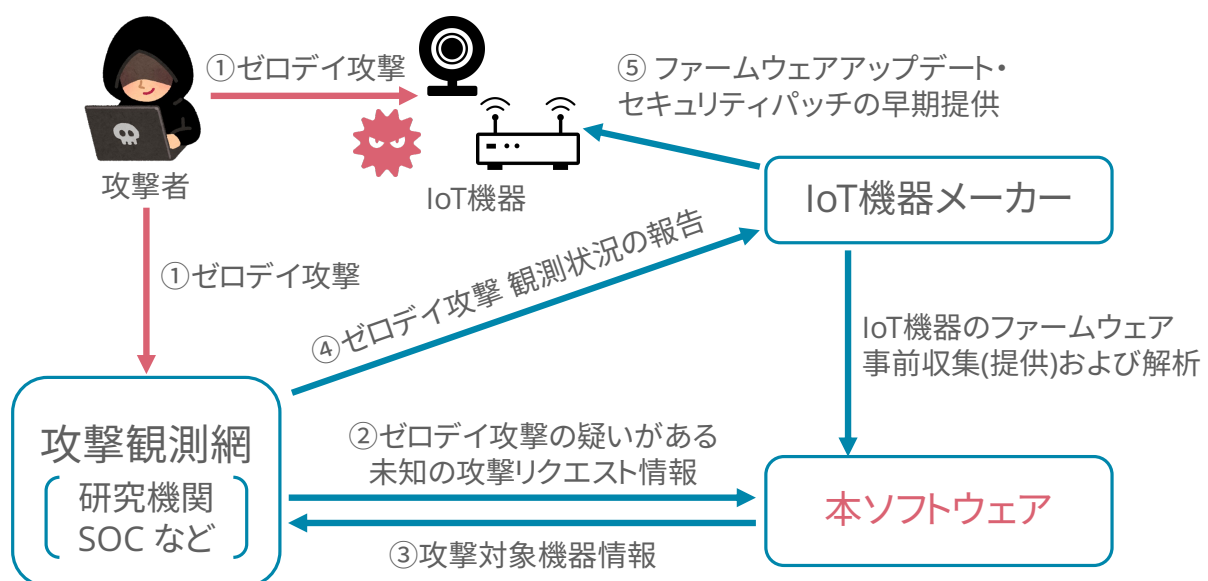 ①ゼロデイ攻撃
⑤ ファームウェアアップデート・
セキュリティパッチの早期提供
攻撃者
IoT機器
IoT機器メーカー
①ゼロデイ攻撃
④ゼロデイ攻撃 観測状況の報告
IoT機器のファームウェア
事前収集(提供)および解析
攻撃観測網
研究機関
SOC など
②ゼロデイ攻撃の疑いがある
未知の攻撃リクエスト情報
本ソフトウェア
③攻撃対象機器情報